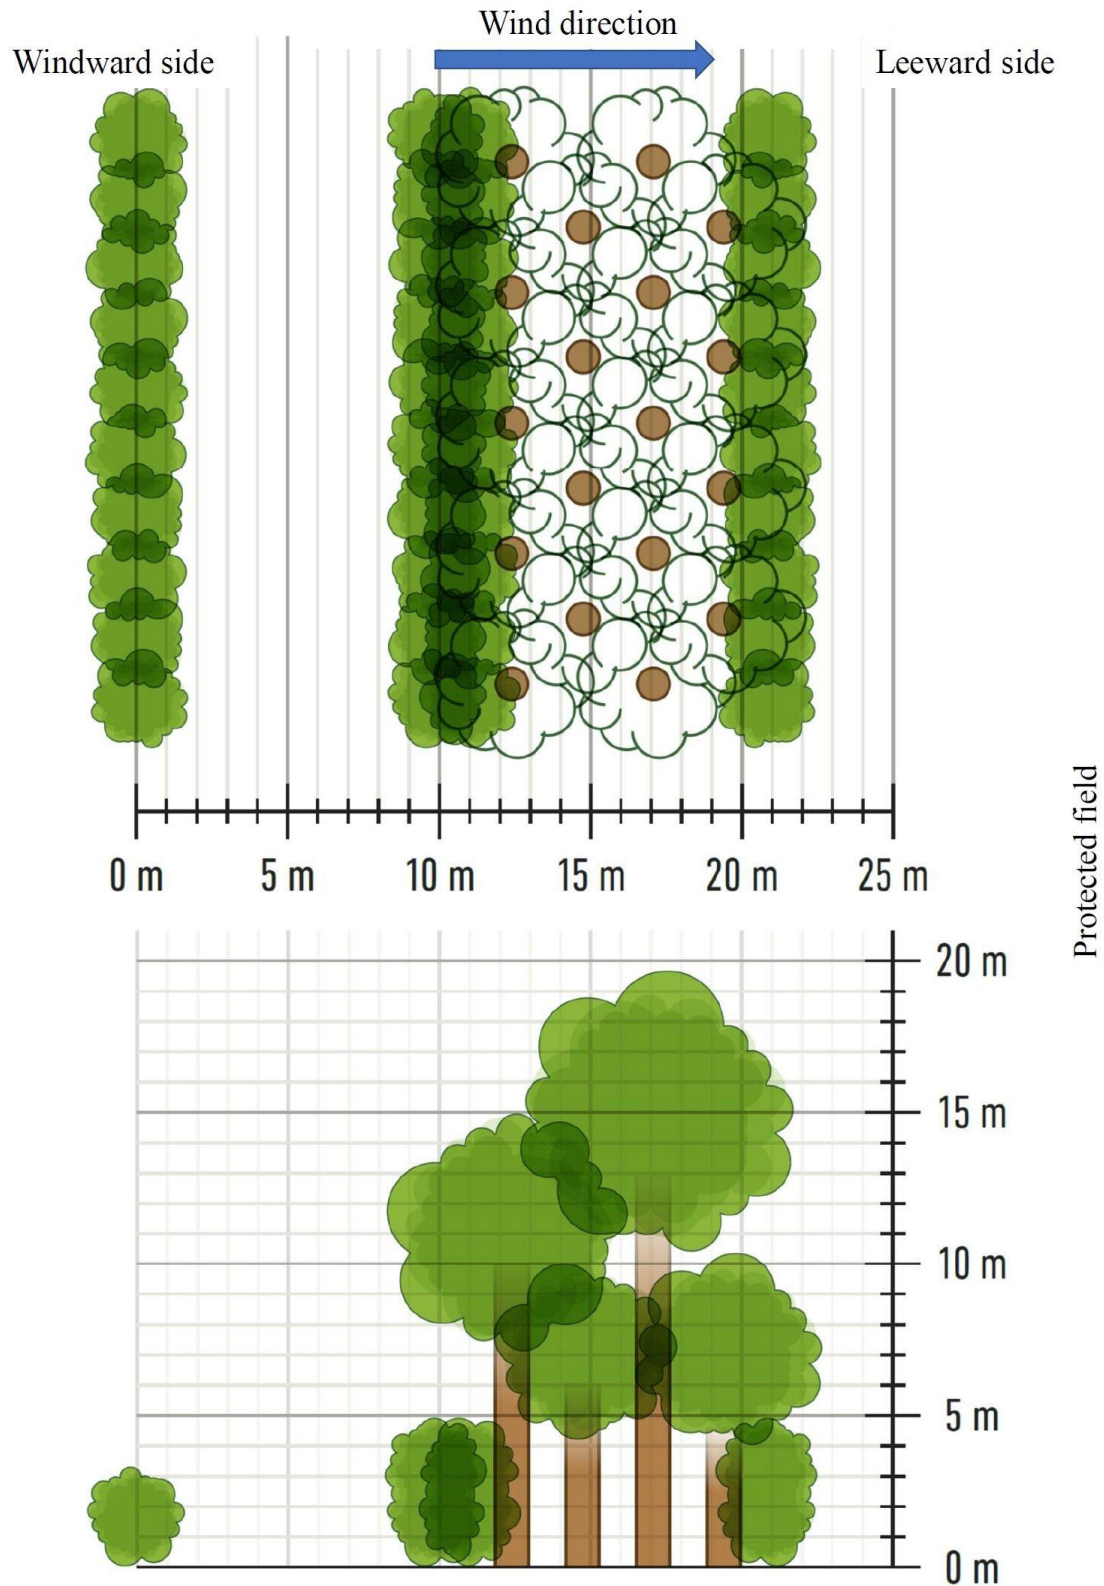 Wind direction
Windward side
Leeward side
0 m 5 m 10 m 15 m 20 m 25 m
Protected field
20 m
15 m
10 m
5 m
0 m